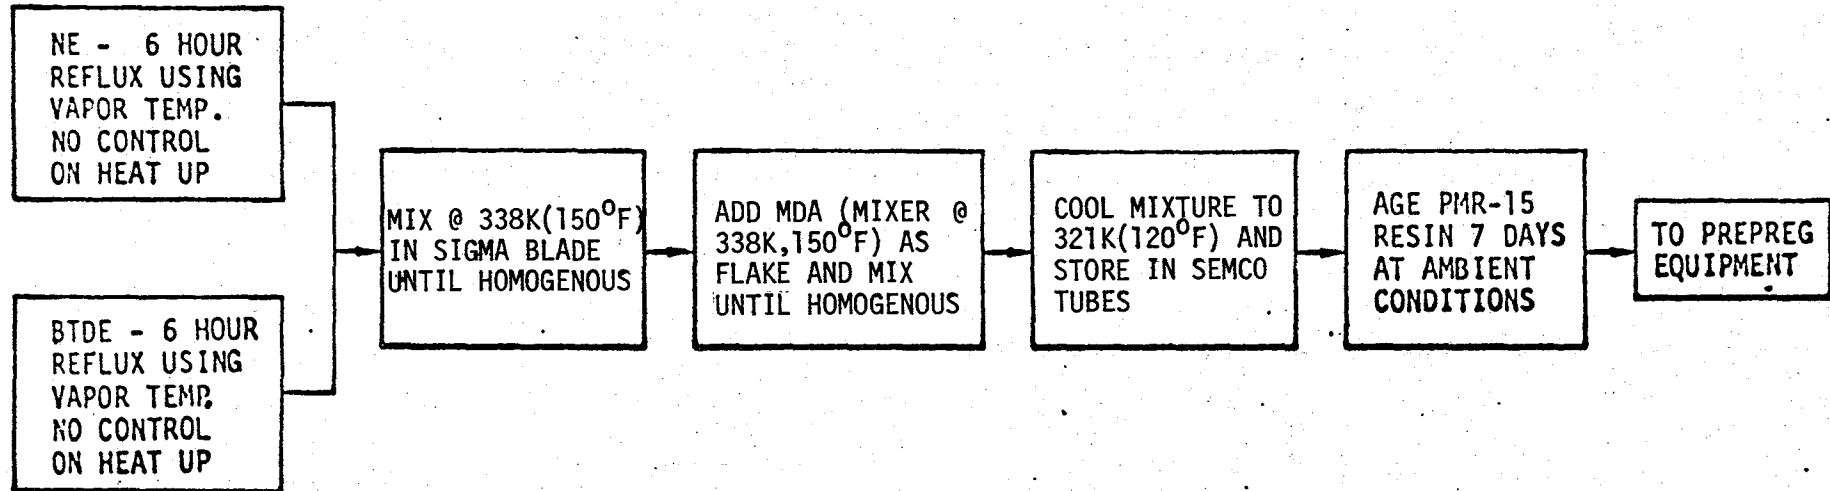 NE - 6 HOUR
REFLUX USING
VAPOR TEMP.
NO CONTROL
ON HEAT UP
BTDE - 6 HOUR
REFLUX USING
VAPOR TEMP.
NO CONTROL
ON HEAT UP
MIX @ 338K(150°F)
IN SIGMA BLADE
UNTIL HOMOGENOUS
ADD MDA (MIXER @
338K,150°F) AS
FLAKE AND MIX
UNTIL HOMOGENOUS
COOL MIXTURE TO
321K(120°F) AND
STORE IN SEMCO
TUBES
AGE PMR-15
RESIN 7 DAYS
AT AMBIENT
CONDITIONS
TO PREPREG
EQUIPMENT